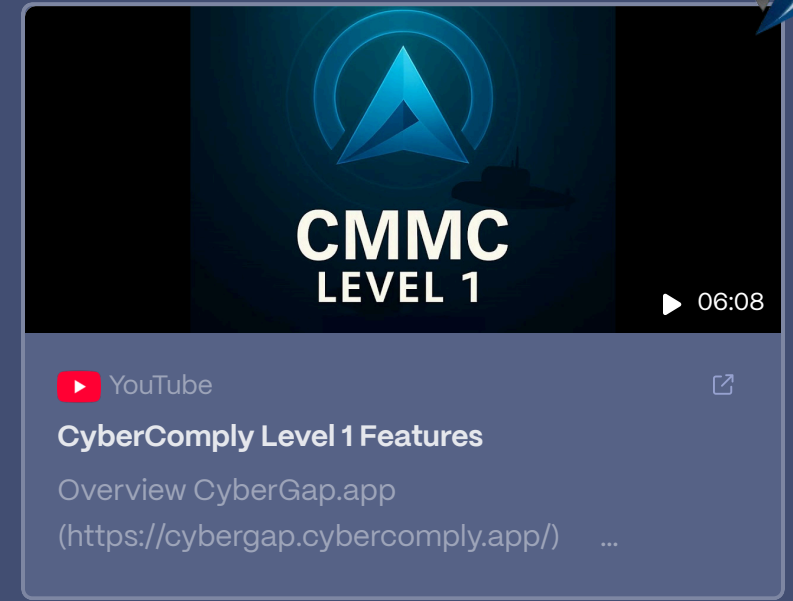 CMMC
LEVEL 1
06:08
YouTube
CyberComply Level 1 Features
Overview CyberGap.app
(https://cybergap.cybercomply.app/) ...